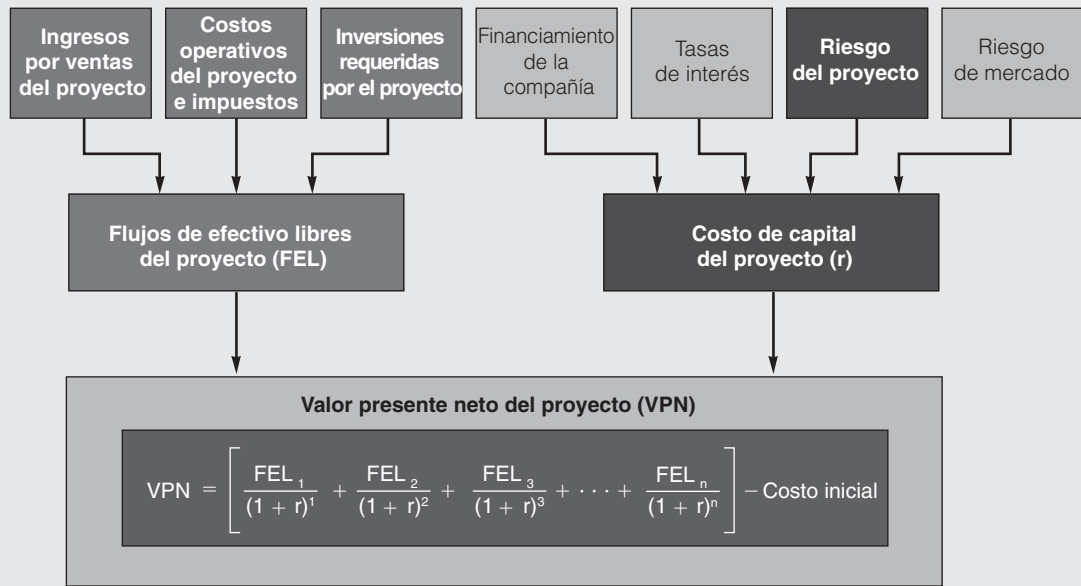 Ingresos
por ventas
del proyecto
Costos
operativos
del proyecto
e impuestos
Inversiones
requeridas
por el proyecto
Financiamiento
de la
compañía
Tasas
de interés
Riesgo
del proyecto
Riesgo
de mercado
Flujos de efectivo libres
del proyecto (FEL)
Costo de capital
del proyecto (r)
Valor presente neto del proyecto (VPN)
VPN = [ FEL₁/(1 + r)¹ + FEL₂/(1 + r)² + FEL₃/(1 + r)³ + · · · + FELₙ/(1 + r)ⁿ ] − Costo inicial